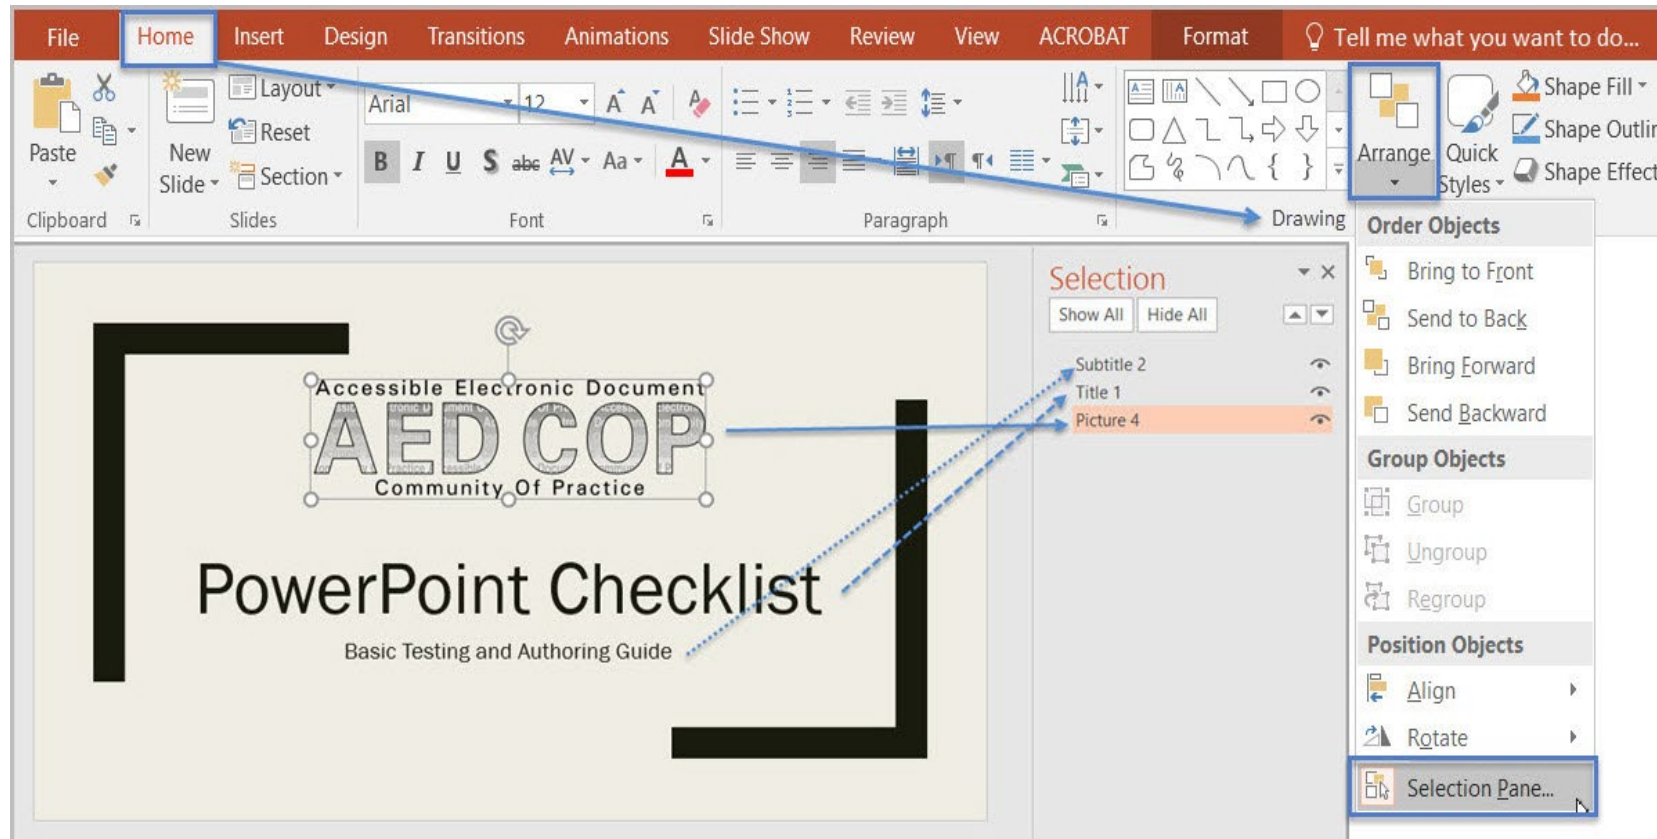 File Home Insert Design Transitions Animations Slide Show Review View ACROBAT Format Tell me what you want to do...
Paste
New
Slide
Layout
Reset
Section
Arial 12
B I U S abc AV Aa A
Arrange
Quick
Styles
Shape Fill
Shape Outlin
Shape Effect
Clipboard Slides Font Paragraph Drawing
Order Objects
Bring to Front
Send to Back
Bring Forward
Send Backward
Group Objects
Group
Ungroup
Regroup
Position Objects
Align
Rotate
Selection Pane...
Selection
Show All Hide All
Subtitle 2
Title 1
Picture 4
Accessible Electronic Document
AED COP
Community Of Practice
PowerPoint Checklist
Basic Testing and Authoring Guide